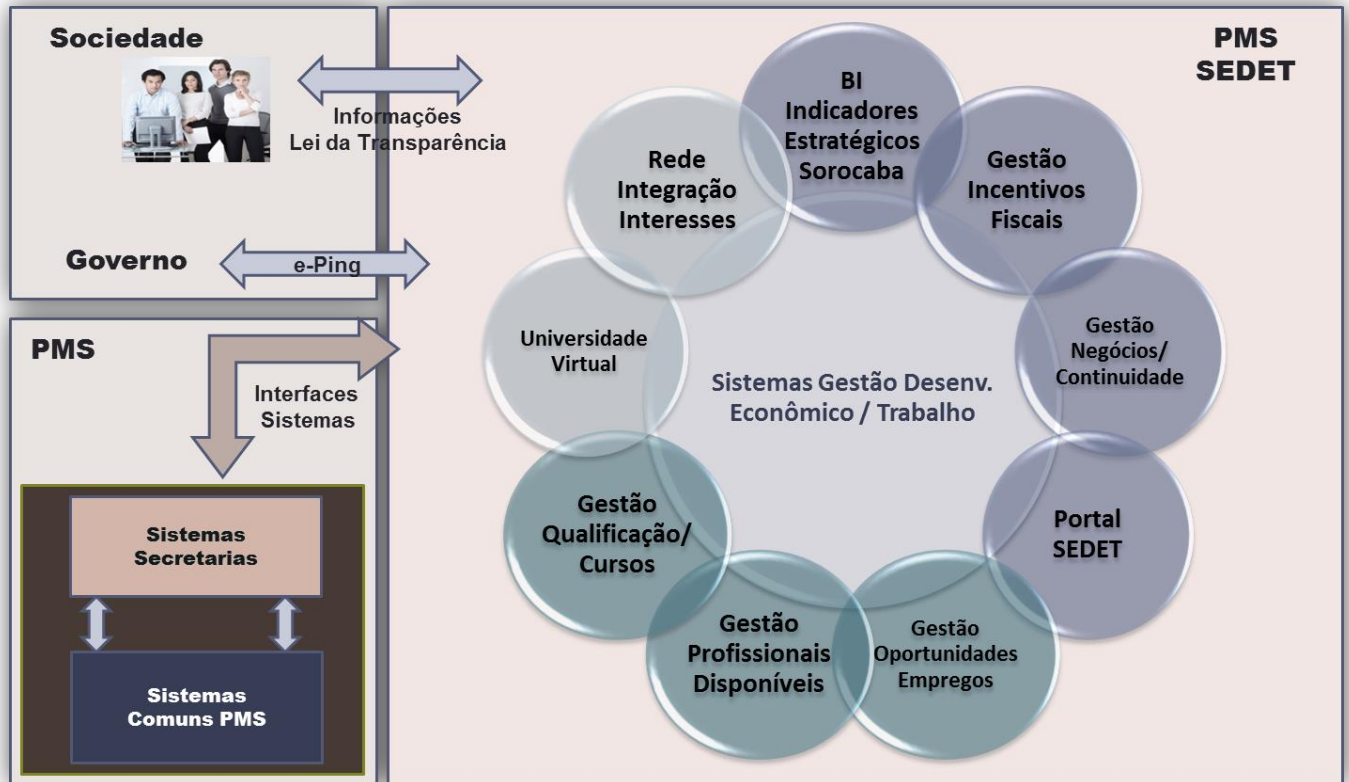 Sociedade
Informações
Lei da Transparência
Governo
e-Ping
PMS
Interfaces
Sistemas
Sistemas
Secretarias
Sistemas
Comuns PMS
PMS
SEDET
BI
Indicadores
Estratégicos
Sorocaba
Gestão
Incentivos
Fiscais
Gestão
Negócios/
Continuidade
Portal
SEDET
Gestão
Oportunidades
Empregos
Gestão
Profissionais
Disponíveis
Gestão
Qualificação/
Cursos
Universidade
Virtual
Rede
Integração
Interesses
Sistemas Gestão Desenv.
Econômico / Trabalho